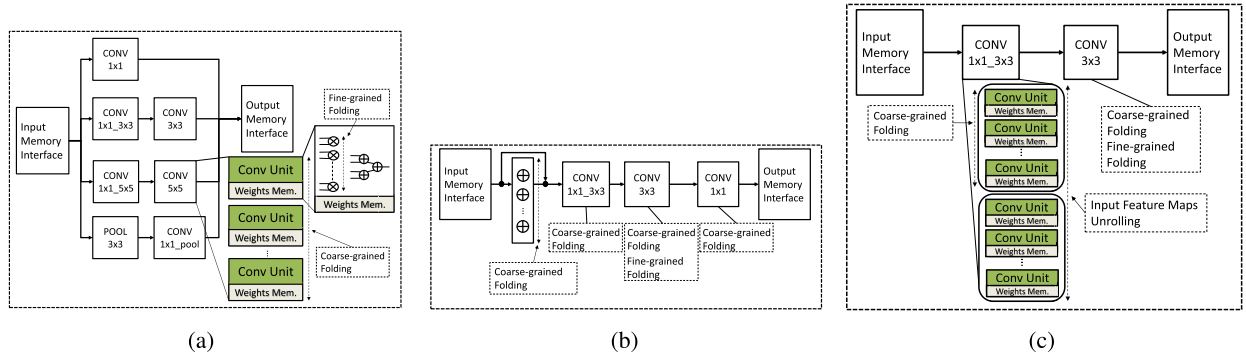 CONV
1x1
Input
Memory
Interface
CONV
1x1_3x3
CONV
3x3
Output
Memory
Interface
Fine-grained
Folding
CONV
1x1_5x5
CONV
5x5
Conv Unit
Weights Mem.
Weights Mem.
Conv Unit
Weights Mem.
POOL
3x3
CONV
1x1_pool
Coarse-grained
Folding
Conv Unit
Weights Mem.
(a)
Input
Memory
Interface
CONV
1x1_3x3
CONV
3x3
CONV
1x1
Output
Memory
Interface
Coarse-grained
Folding
Coarse-grained
Folding
Fine-grained
Folding
Coarse-grained
Folding
Coarse-grained
Folding
(b)
Input
Memory
Interface
CONV
1x1_3x3
CONV
3x3
Output
Memory
Interface
Coarse-grained
Folding
Conv Unit
Weights Mem.
Conv Unit
Weights Mem.
Conv Unit
Weights Mem.
Coarse-grained
Folding
Fine-grained
Folding
Conv Unit
Weights Mem.
Conv Unit
Weights Mem.
Conv Unit
Weights Mem.
Input Feature Maps
Unrolling
(c)